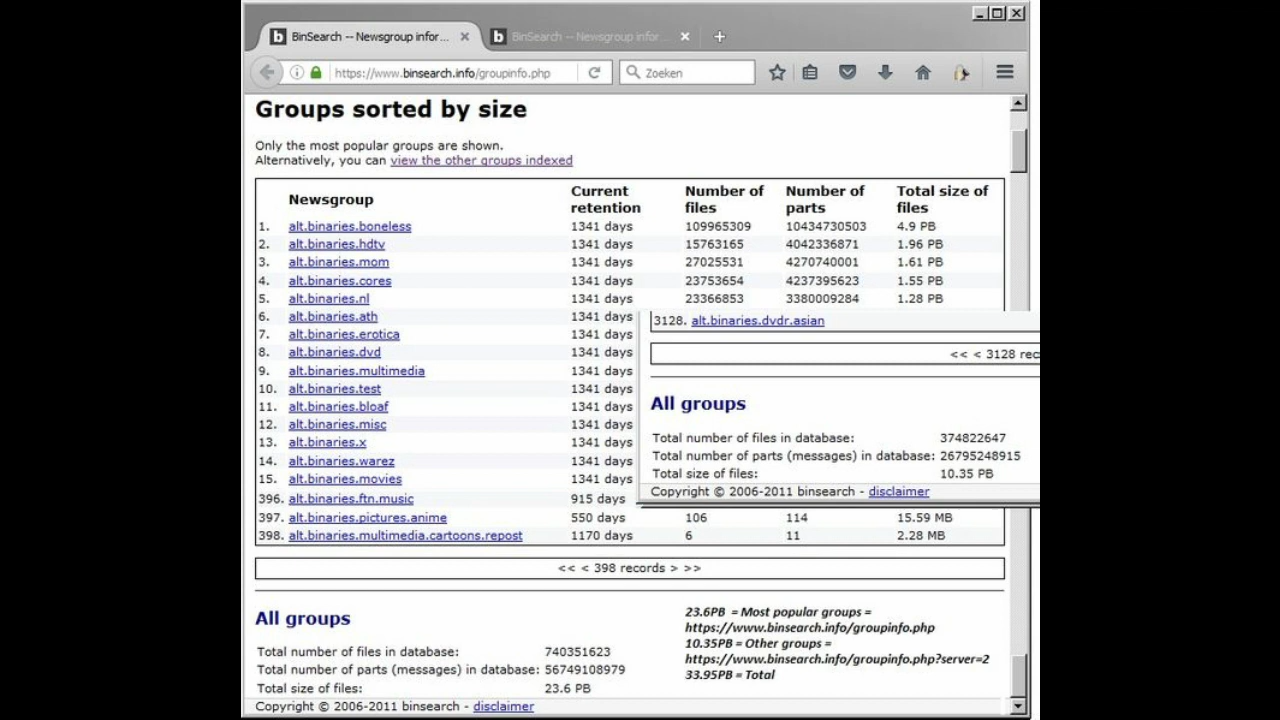 BinSearch -- Newsgroup infor...
BinSearch -- Newsgroup infor...
https://www.binsearch.info/groupinfo.php
Zoeken
Groups sorted by size
Only the most popular groups are shown.
Alternatively, you can view the other groups indexed
Newsgroup Current retention Number of files Number of parts Total size of files
1. alt.binaries.boneless 1341 days 109965309 10434730503 4.9 PB
2. alt.binaries.hdtv 1341 days 15763165 4042336871 1.96 PB
3. alt.binaries.mom 1341 days 27025531 4270740001 1.61 PB
4. alt.binaries.cores 1341 days 23753654 4237395623 1.55 PB
5. alt.binaries.nl 1341 days 23366853 3380009284 1.28 PB
6. alt.binaries.ath 1341 days
7. alt.binaries.erotica 1341 days
8. alt.binaries.dvd 1341 days
9. alt.binaries.multimedia 1341 days
10. alt.binaries.test 1341 days
11. alt.binaries.bloaf 1341 days
12. alt.binaries.misc 1341 days
13. alt.binaries.x 1341 days
14. alt.binaries.warez 1341 days
15. alt.binaries.movies 1341 days
396. alt.binaries.ftn.music 915 days
397. alt.binaries.pictures.anime 550 days 106 114 15.59 MB
398. alt.binaries.multimedia.cartoons.repost 1170 days 6 11 2.28 MB
<< < 398 records > >>
3128. alt.binaries.dvdr.asian
<< < 3128 rec
All groups
Total number of files in database: 374822647
Total number of parts (messages) in database: 26795248915
Total size of files: 10.35 PB
Copyright © 2006-2011 binsearch - disclaimer
All groups
Total number of files in database: 740351623
Total number of parts (messages) in database: 56749108979
Total size of files: 23.6 PB
Copyright © 2006-2011 binsearch - disclaimer
23.6PB = Most popular groups =
https://www.binsearch.info/groupinfo.php
10.35PB = Other groups =
https://www.binsearch.info/groupinfo.php?server=2
33.95PB = Total